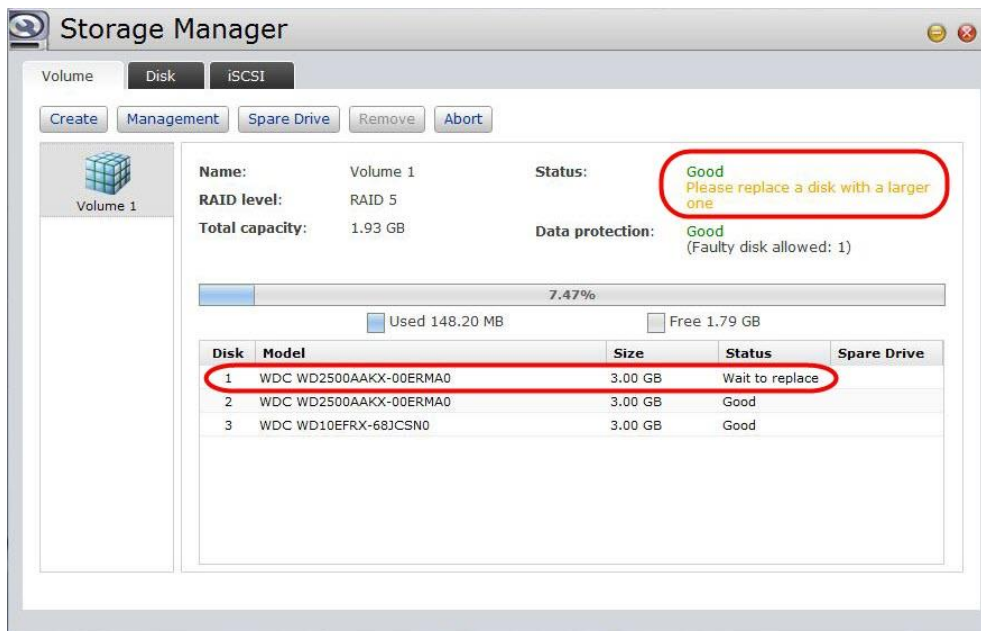 Storage Manager
Volume
Disk
iSCSI
Create
Management
Spare Drive
Remove
Abort
Volume 1
Name: Volume 1
RAID level: RAID 5
Total capacity: 1.93 GB
Status: Good
Please replace a disk with a larger
one
Data protection: Good
(Faulty disk allowed: 1)
7.47%
Used 148.20 MB
Free 1.79 GB
Disk Model Size Status Spare Drive
1 WDC WD2500AAKX-00ERMA0 3.00 GB Wait to replace
2 WDC WD2500AAKX-00ERMA0 3.00 GB Good
3 WDC WD10EFRX-68JCSN0 3.00 GB Good